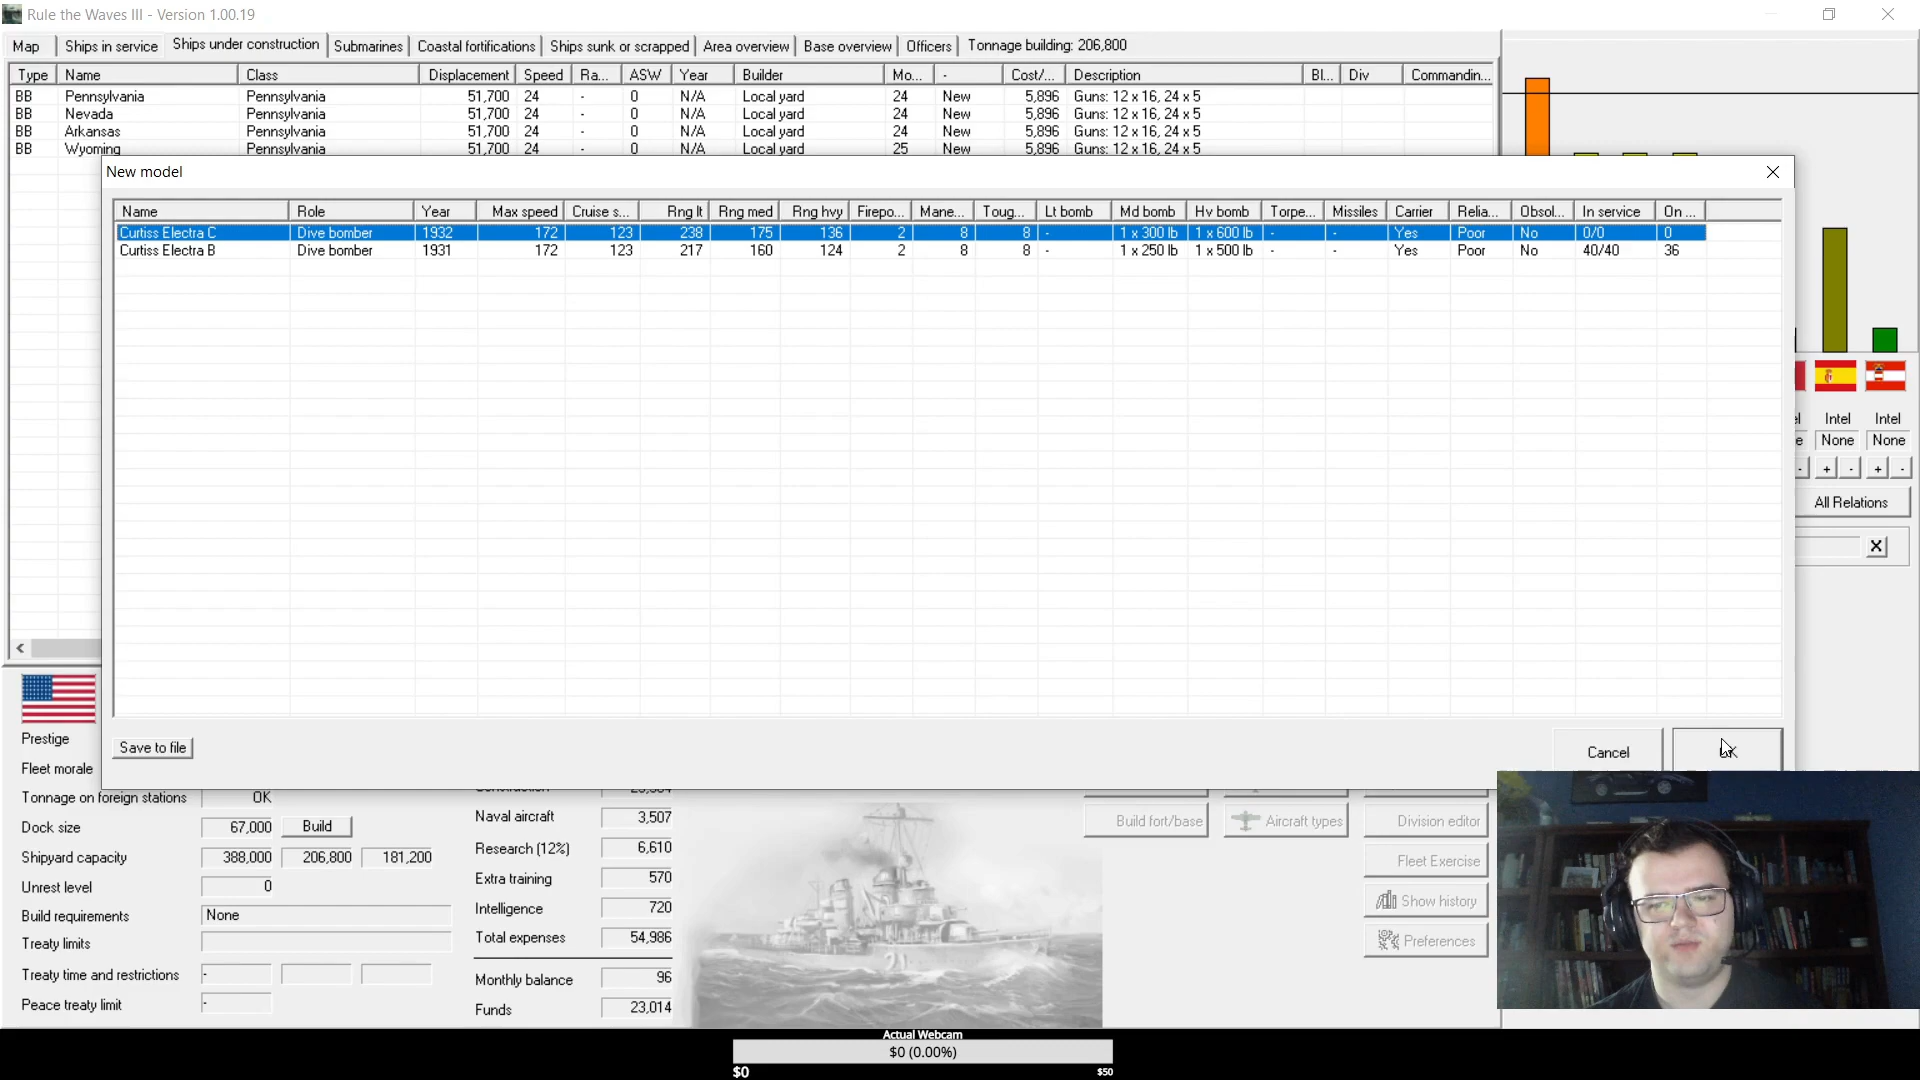 Rule the Waves III - Version 1.00.19
Map Ships in service Ships under construction Submarines Coastal fortifications Ships sunk or scrapped Area overview Base overview Officers Tonnage building: 206,800
Type Name Class Displacement Speed Ra... ASW Year Builder Mo... - Cost/... Description Bl... Div Commandin...
BB Pennsylvania Pennsylvania 51,700 24 - 0 N/A Local yard 24 New 5,896 Guns: 12 x 16, 24 x 5
BB Nevada Pennsylvania 51,700 24 - 0 N/A Local yard 24 New 5,896 Guns: 12 x 16, 24 x 5
BB Arkansas Pennsylvania 51,700 24 - 0 N/A Local yard 24 New 5,896 Guns: 12 x 16, 24 x 5
BB Wyoming Pennsylvania 51,700 24 - 0 N/A Local yard 25 New 5,896 Guns: 12 x 16, 24 x 5
New model
Name Role Year Max speed Cruise s... Rng lt Rng med Rng hvy Firepo... Mane... Toug... Lt bomb Md bomb Hv bomb Torpe... Missiles Carrier Relia... Obsol... In service On ...
Curtiss Electra C Dive bomber 1932 172 123 238 175 136 2 8 8 - 1 x 300 lb 1 x 600 lb - - Yes Poor No 0/0 0
Curtiss Electra B Dive bomber 1931 172 123 217 160 124 2 8 8 - 1 x 250 lb 1 x 500 lb - - Yes Poor No 40/40 36
Intel Intel
None None
- + - + -
All Relations
X
Save to file Cancel
Prestige
Fleet morale
Tonnage on foreign stations OK
Dock size 67,000 Build
Shipyard capacity 388,000 206,800 181,200
Unrest level 0
Build requirements None
Treaty limits
Treaty time and restrictions -
Peace treaty limit -
Naval aircraft 3,507
Research (12%) 6,610
Extra training 570
Intelligence 720
Total expenses 54,986
Monthly balance 96
Funds 23,014
Build fort/base Aircraft types Division editor
Fleet Exercise
Show history
Preferences
Actual Webcam
$0 (0.00%)
$0 $50